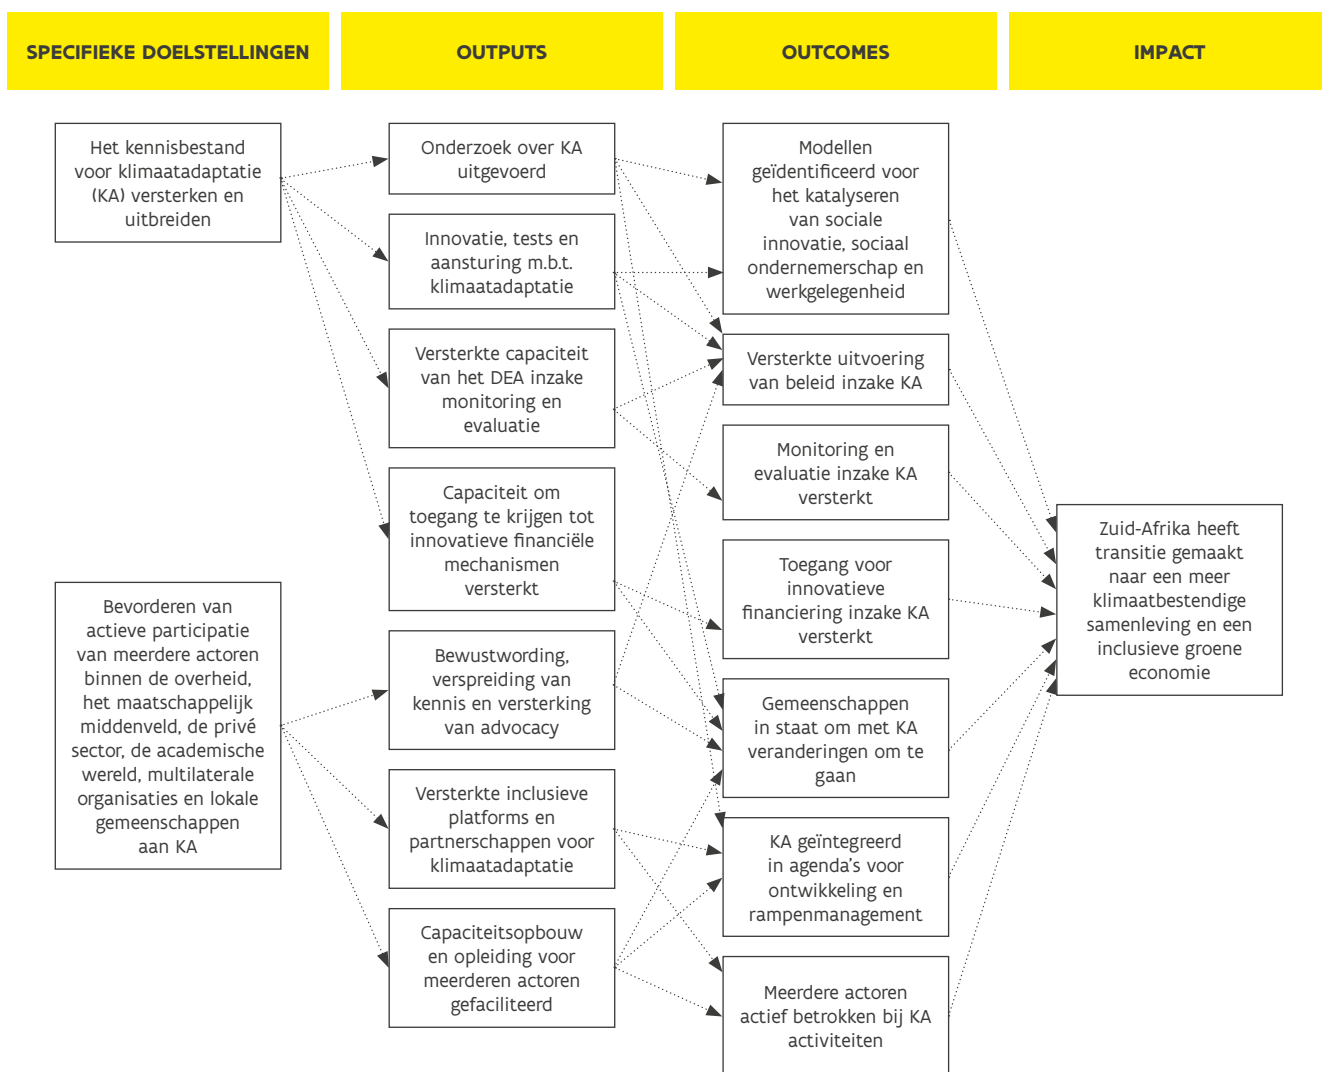 SPECIFIEKE DOELSTELLINGEN
OUTPUTS
OUTCOMES
IMPACT
Het kennisbestand
voor klimaatadaptatie
(KA) versterken en
uitbreiden
Bevorderen van
actieve participatie
van meerdere actoren
binnen de overheid,
het maatschappelijk
middenveld, de privé
sector, de academische
wereld, multilaterale
organisaties en lokale
gemeenschappen
aan KA
Onderzoek over KA
uitgevoerd
Innovatie, tests en
aansturing m.b.t.
klimaatadaptatie
Versterkte capaciteit
van het DEA inzake
monitoring en
evaluatie
Capaciteit om
toegang te krijgen tot
innovatieve financiële
mechanismen
versterkt
Bewustwording,
verspreiding van
kennis en versterking
van advocacy
Versterkte inclusieve
platforms en
partnerschappen voor
klimaatadaptatie
Capaciteitsopbouw
en opleiding voor
meerderen actoren
gefaciliteerd
Modellen
geïdentificeerd voor
het katalyseren
van sociale
innovatie, sociaal
ondernemerschap en
werkgelegenheid
Versterkte uitvoering
van beleid inzake KA
Monitoring en
evaluatie inzake KA
versterkt
Toegang voor
innovatieve
financiering inzake KA
versterkt
Gemeenschappen
in staat om met KA
veranderingen om te
gaan
KA geïntegreerd
in agenda's voor
ontwikkeling en
rampenmanagement
Meerdere actoren
actief betrokken bij KA
activiteiten
Zuid-Afrika heeft
transitie gemaakt
naar een meer
klimaatbestendige
samenleving en een
inclusieve groene
economie